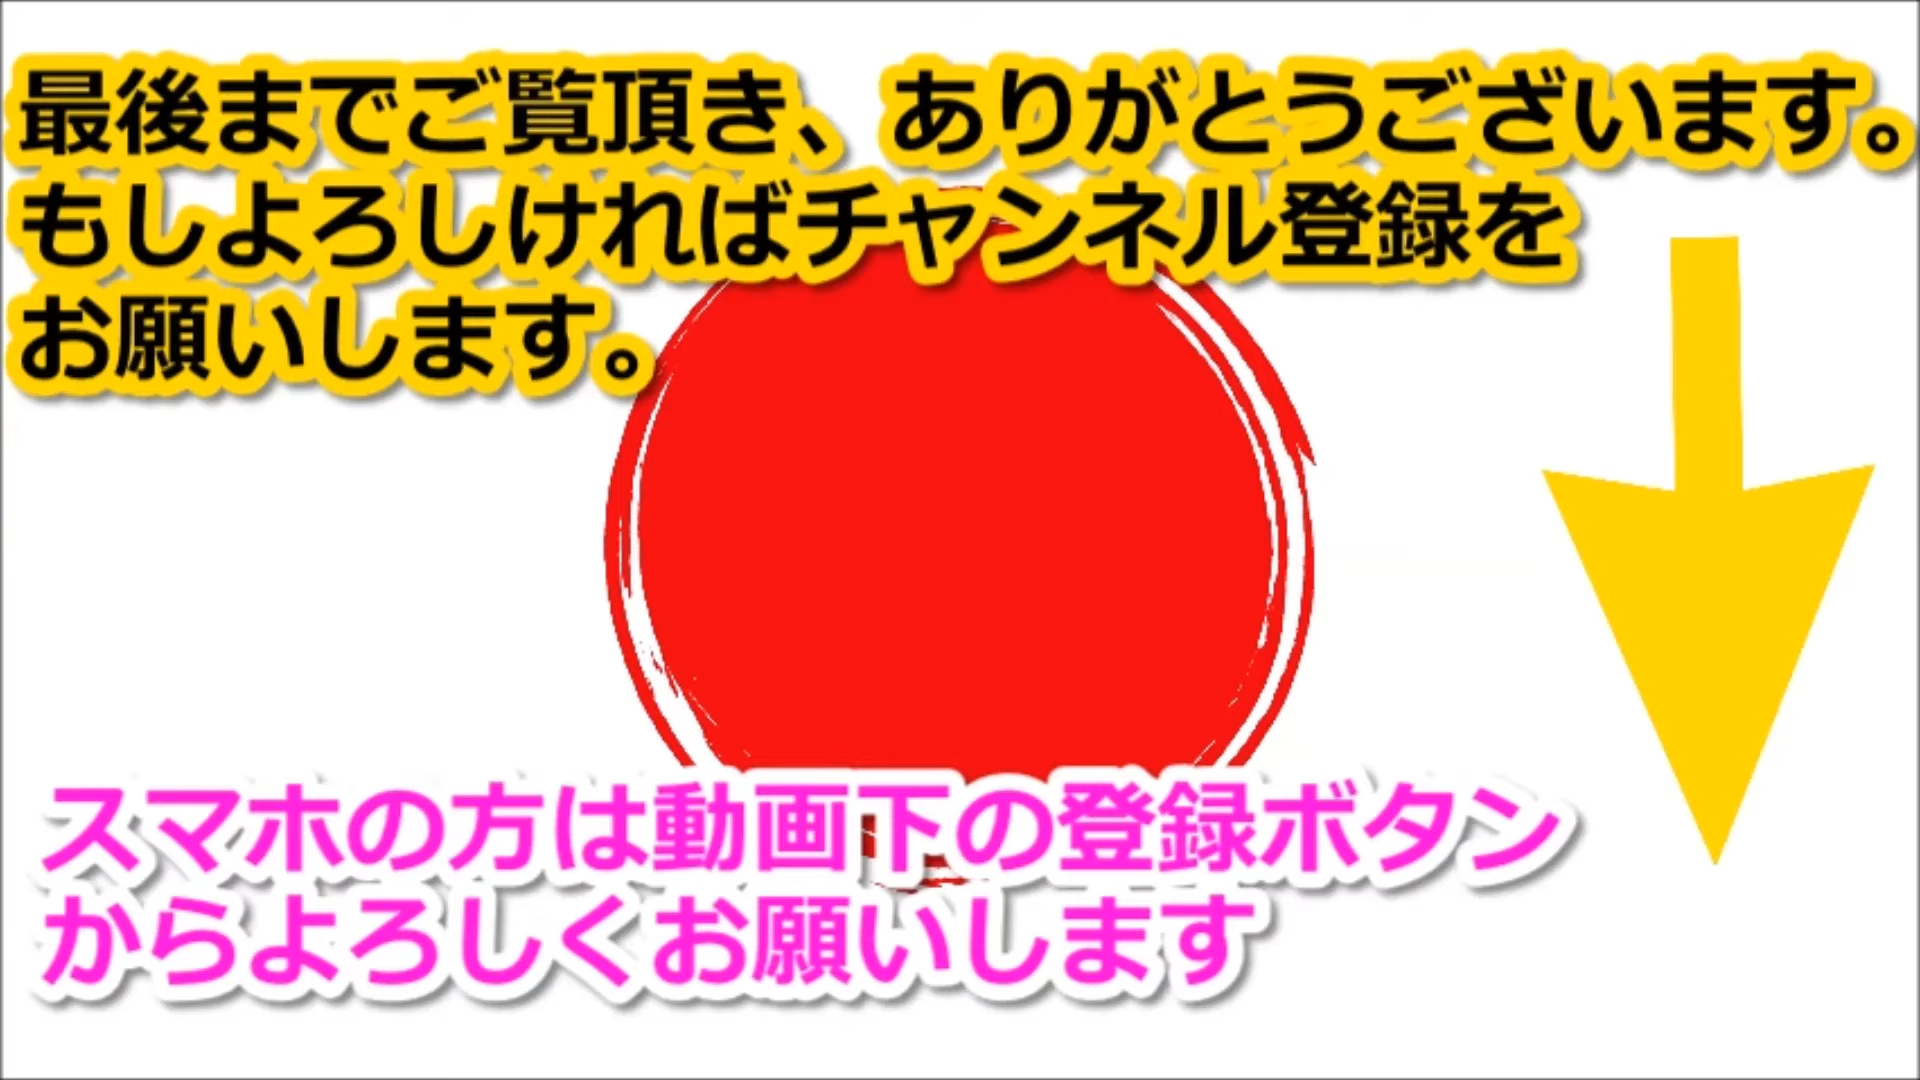 最後までご覧頂き、ありがとうございます。
もしよろしければチャンネル登録を
お願いします。
スマホの方は動画下の登録ボタン
からよろしくお願いします